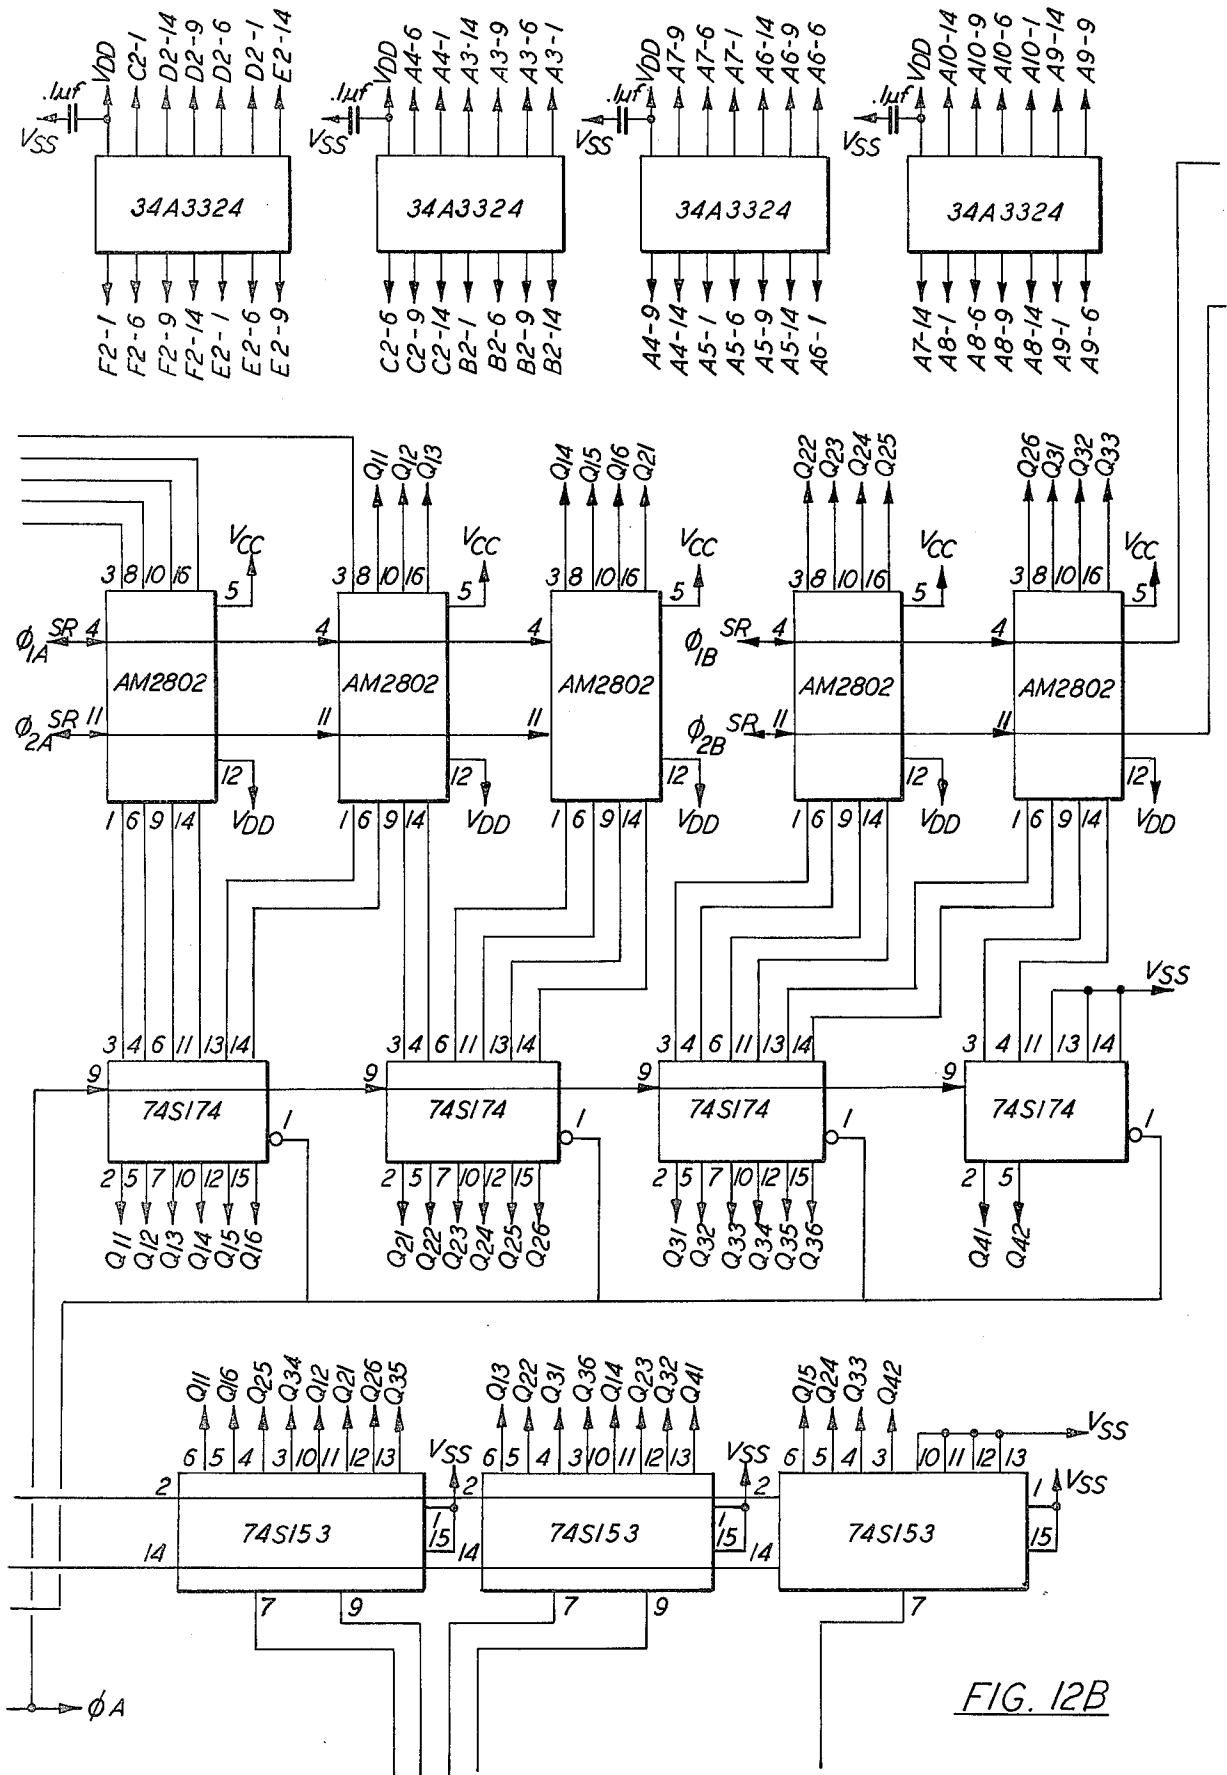 VDD C2-1 D2-14 D2-9 D2-6 D2-1 E2-14
VDD A4-6 A4-1 A3-14 A3-9 A3-6 A3-1
VDD A7-9 A7-6 A7-1 A6-14 A6-9 A6-6
VDD A10-14 A10-9 A10-6 A10-1 A9-14 A9-9
.1µf .1µf .1µf .1µf
VSS VSS VSS VSS
34A3324 34A3324 34A3324 34A3324
F2-1 F2-6 F2-9 F2-14 E2-1 E2-6 E2-9
C2-6 C2-9 C2-14 B2-1 B2-6 B2-9 B2-14
A4-9 A4-14 A5-1 A5-6 A5-9 A5-14 A6-1
A7-14 A8-1 A8-6 A8-9 A8-14 A9-1 A9-6
Q11 Q12 Q13 Q14 Q15 Q16 Q21 Q22 Q23 Q24 Q25 Q26 Q31 Q32 Q33
VCC VCC VCC VCC VCC
3 8 10 16 3 8 10 16 3 8 10 16 3 8 10 16 3 8 10 16
5 5 5 5 5
ϕ1A SR 4 4 4 ϕ1B SR 4 4
AM2802 AM2802 AM2802 AM2802 AM2802
ϕ2A SR 11 11 11 ϕ2B SR 11 11
12 12 12 12 12
1 6 9 14 1 6 9 14 1 6 9 14 1 6 9 14 1 6 9 14
VDD VDD VDD VDD VDD
VSS
3 4 6 11 13 14 3 4 6 11 13 14 3 4 6 11 13 14 3 4 11 13 14
9 9 9 9
74S174 74S174 74S174 74S174
1 1 1 1
2 5 7 10 12 15 2 5 7 10 12 15 2 5 7 10 12 15 2 5
Q11 Q12 Q13 Q14 Q15 Q16 Q21 Q22 Q23 Q24 Q25 Q26 Q31 Q32 Q33 Q34 Q35 Q36 Q41 Q42
Q11 Q16 Q25 Q34 Q12 Q21 Q26 Q35 Q13 Q22 Q31 Q36 Q14 Q23 Q32 Q41 Q15 Q24 Q33 Q42
VSS VSS VSS
6 5 4 3 10 11 12 13 6 5 4 3 10 11 12 13 6 5 4 3 10 11 12 13
2 2 2 VSS
1 1 1
74S153 74S153 74S153
14 15 14 15 14 15
7 9 7 9 7
ϕA
FIG. 12B